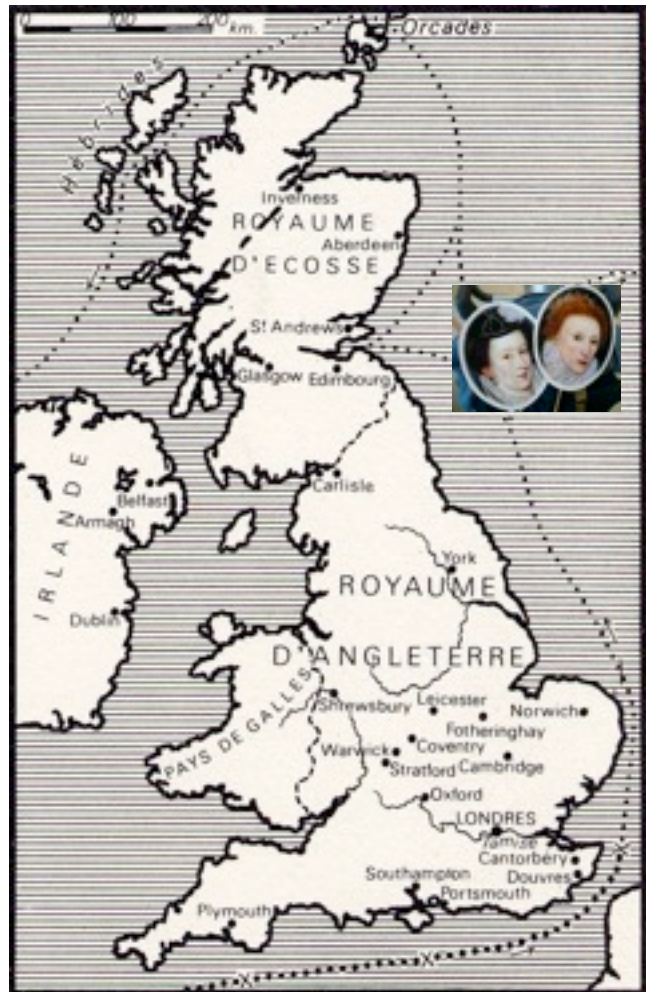 0 100 200 km.
Orcades
Hébrides
Inverness
ROYAUME
Aberdeen
D'ECOSSE
St Andrews
Glasgow Edimbourg
Carlisle
Belfast
Armagh
IRLANDE
York
ROYAUME
Dublin
D'ANGLETERRE
PAYS DE GALLES
Shrewsbury
Leicester
Norwich
Fotheringhay
Warwick
Coventry
Stratford
Cambridge
Oxford
LONDRES
Tamise
Cantorbéry
Southampton
Douvres
Portsmouth
Plymouth